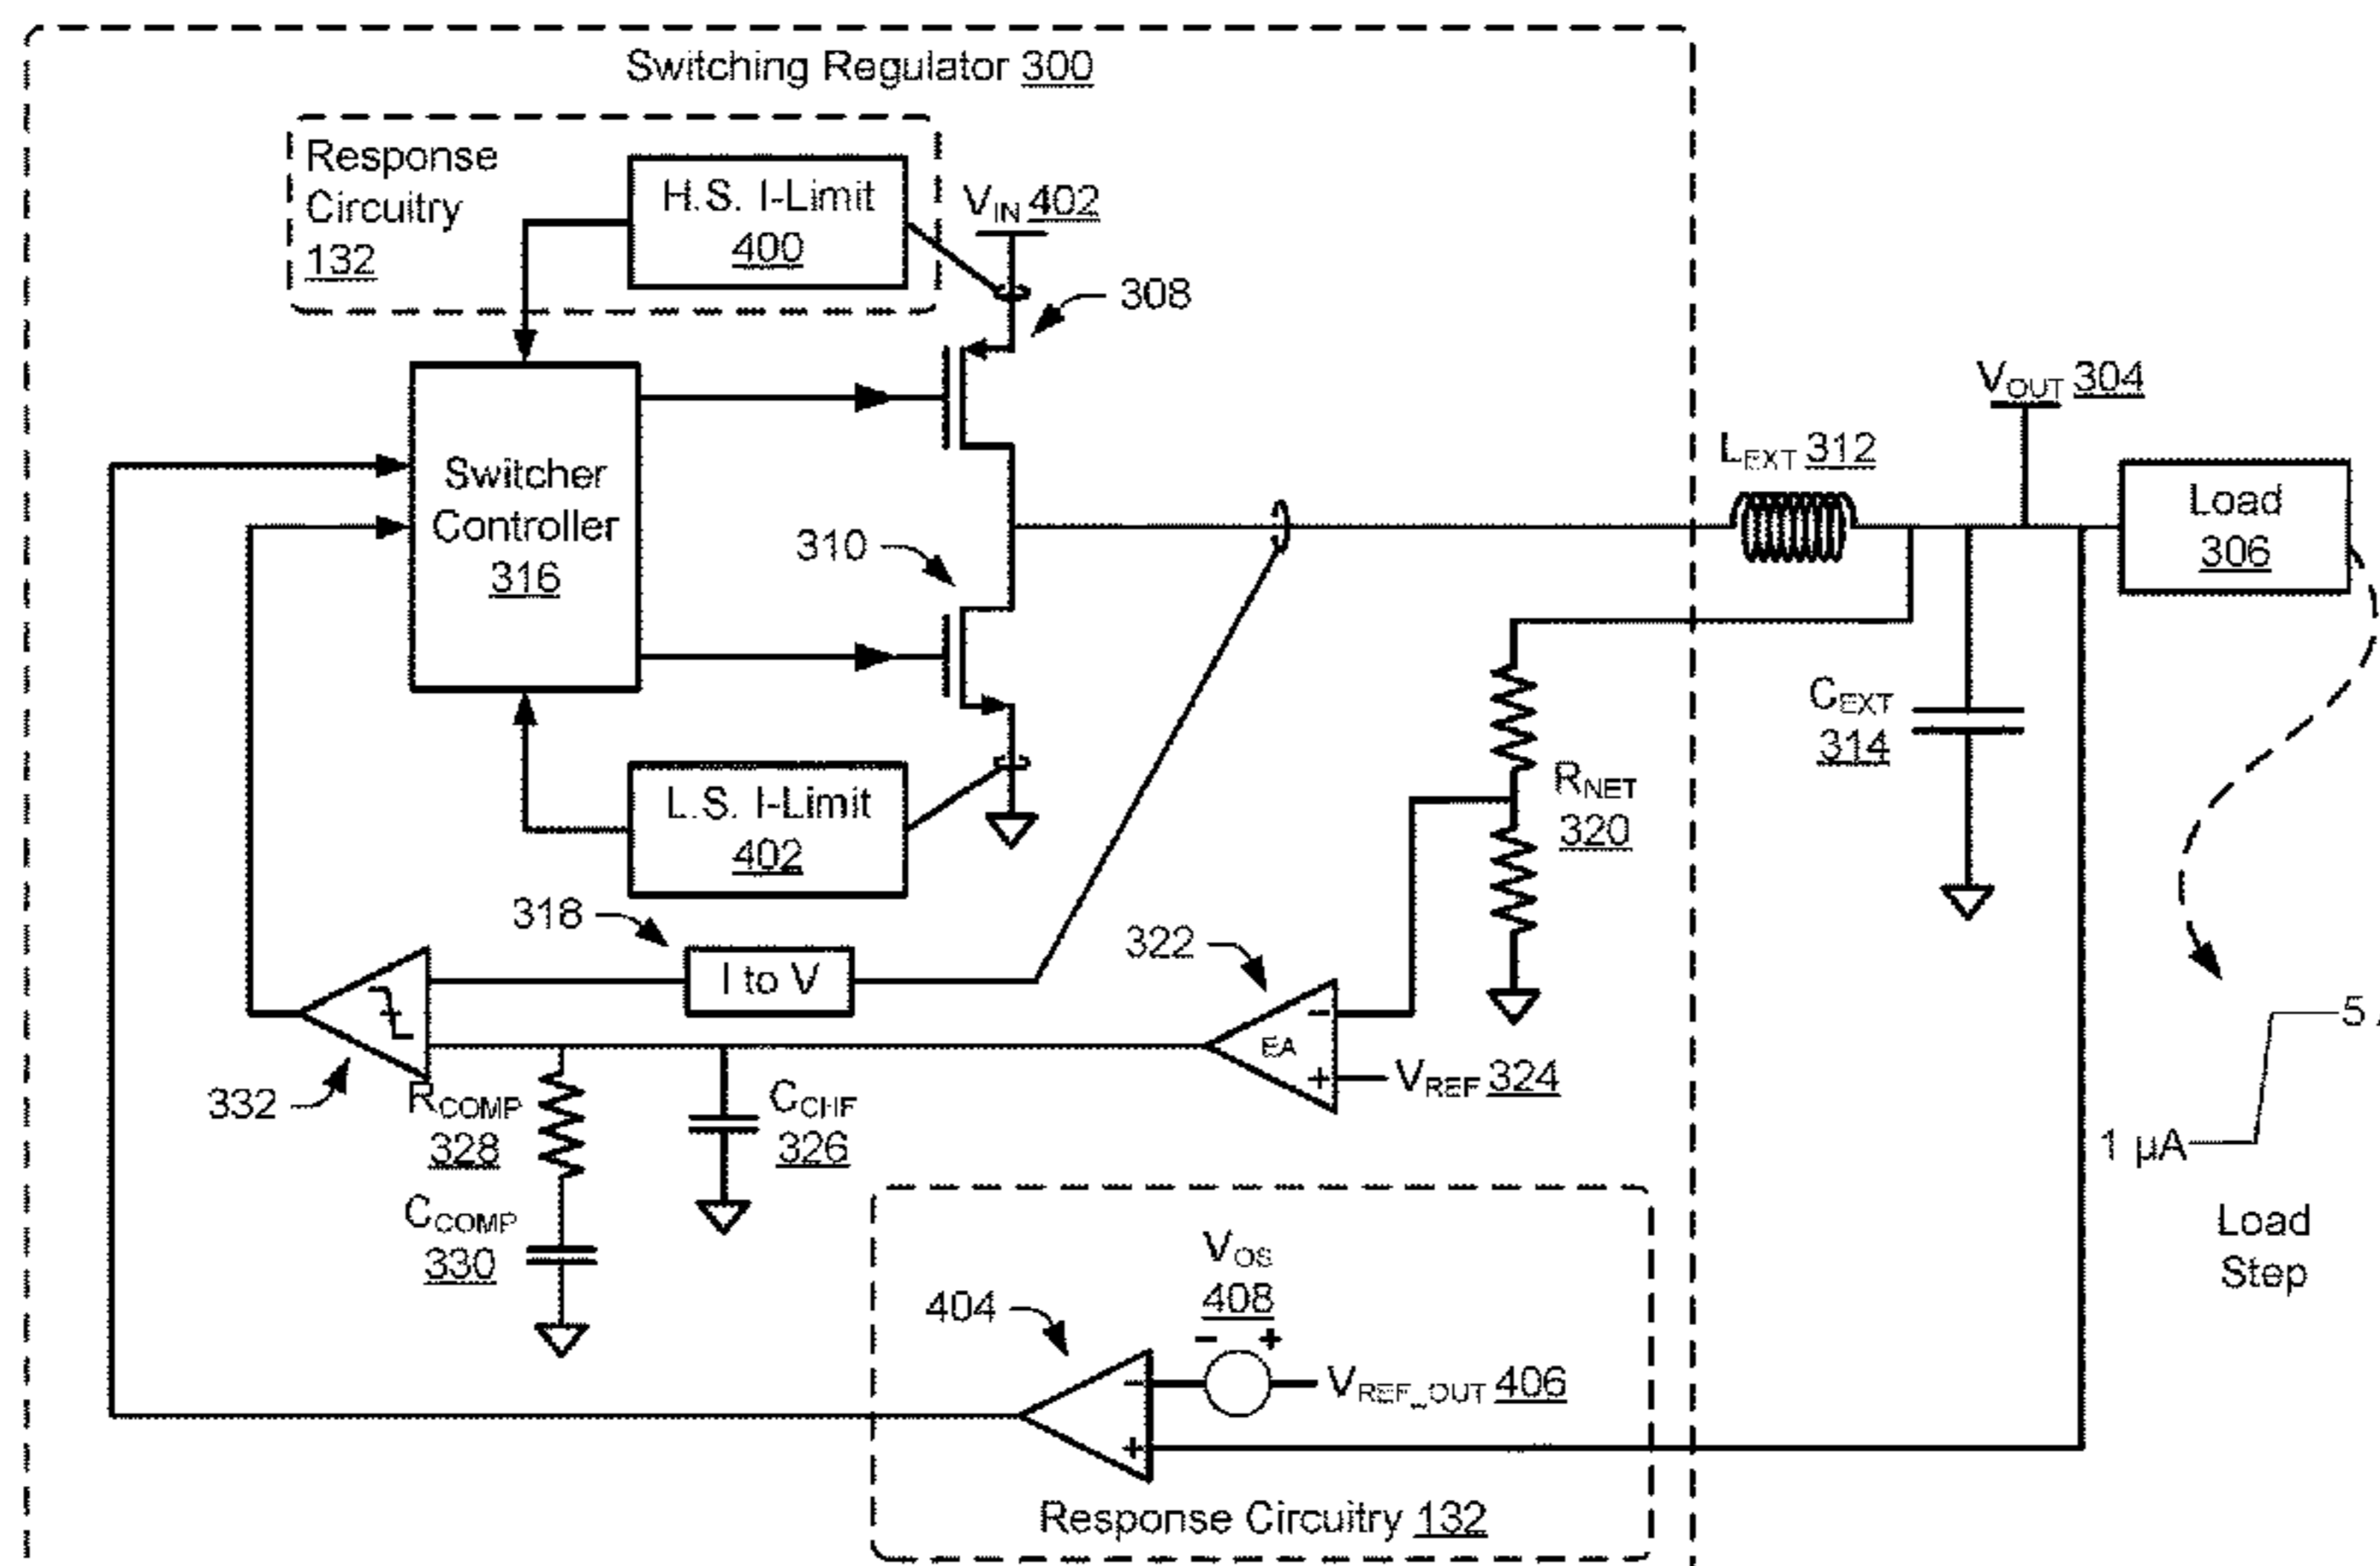 Switching Regulator 300
Response
Circuitry
132
H.S. I-Limit
400
VIN 402
308
VOUT 304
LEXT 312
Load
306
Switcher
Controller
316
310
CEXT
314
L.S. I-Limit
402
RNET
320
318
I to V
322
EA
-
+
VREF 324
332
RCOMP
328
CCHF
326
CCOMP
330
5
1 µA
Load
Step
VOS
408
- +
404
-
+
VREF_OUT 406
Response Circuitry 132